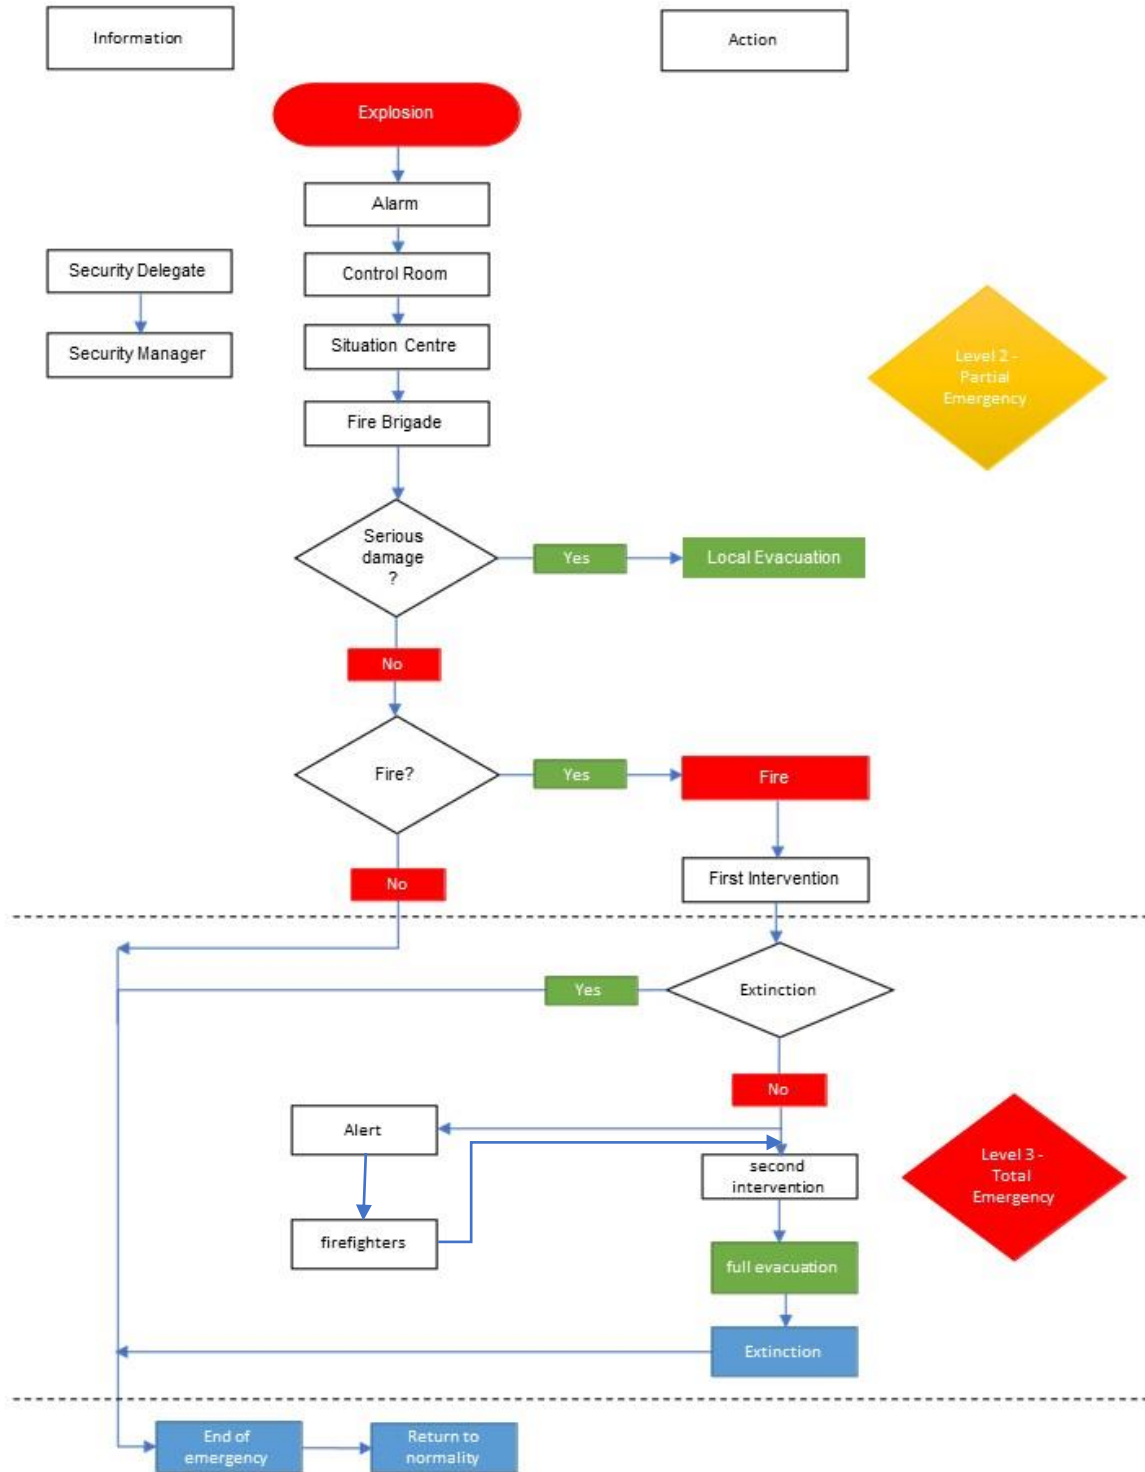 Information
Action
Explosion
Alarm
Security Delegate
Control Room
Security Manager
Situation Centre
Level 2 -
Partial
Emergency
Fire Brigade
Serious
damage
?
Yes
Local Evacuation
No
Fire?
Yes
Fire
No
First Intervention
Yes
Extinction
No
Alert
second
intervention
Level 3 -
Total
Emergency
firefighters
full evacuation
Extinction
End of
emergency
Return to
normality